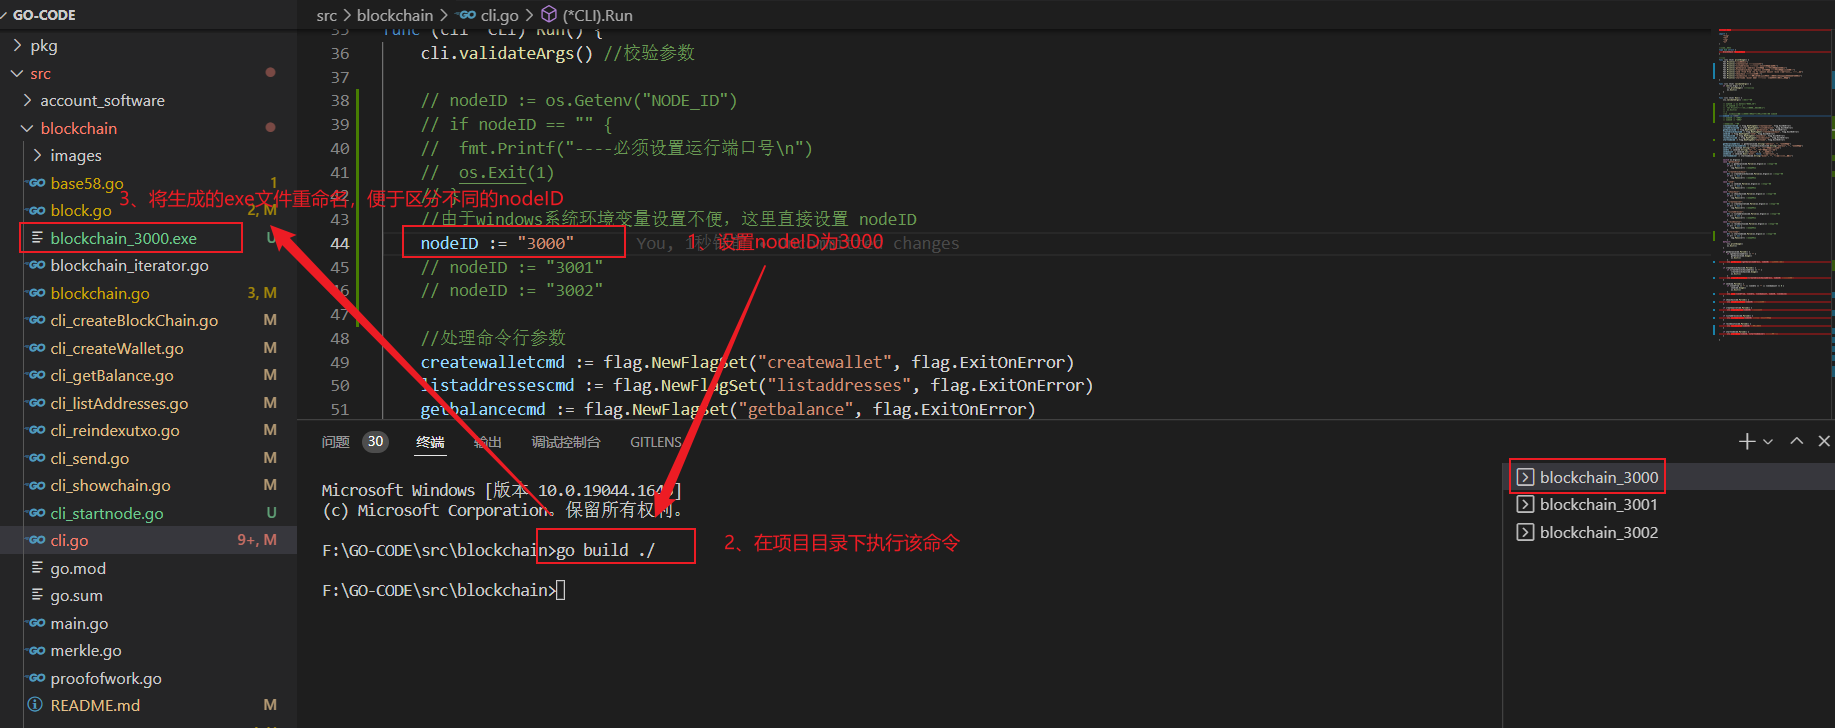 GO-CODE
pkg
src
account_software
blockchain
images
base58.go 1
block.go 2, M
blockchain_3000.exe U
blockchain_iterator.go
blockchain.go 3, M
cli_createBlockChain.go M
cli_createWallet.go M
cli_getBalance.go M
cli_listAddresses.go M
cli_reindexutxo.go M
cli_send.go M
cli_showchain.go M
cli_startnode.go U
cli.go 9+, M
go.mod
go.sum
main.go
merkle.go
proofofwork.go
README.md M
src > blockchain > cli.go > (*CLI).Run
35 func (cli *CLI) Run() {
36 cli.validateArgs() //校验参数
37
38 // nodeID := os.Getenv("NODE_ID")
39 // if nodeID == "" {
40 // fmt.Printf("----必须设置运行端口号\n")
41 // os.Exit(1)
42 // }
43 //由于windows系统环境变量设置不便，这里直接设置 nodeID
44 nodeID := "3000" You, 1秒 changes
45 // nodeID := "3001"
46 // nodeID := "3002"
47
48 //处理命令行参数
49 createwalletcmd := flag.NewFlagSet("createwallet", flag.ExitOnError)
50 listaddressescmd := flag.NewFlagSet("listaddresses", flag.ExitOnError)
51 getbalancecmd := flag.NewFlagSet("getbalance", flag.ExitOnError)
3、将生成的exe文件重命名，便于区分不同的nodeID
1、设置nodeID为3000
问题 30 终端 输出 调试控制台 GITLENS
Microsoft Windows [版本 10.0.19044.]
(c) Microsoft Corporation。保留所有权利。
F:\GO-CODE\src\blockchain>go build ./
2、在项目目录下执行该命令
F:\GO-CODE\src\blockchain>
blockchain_3000
blockchain_3001
blockchain_3002